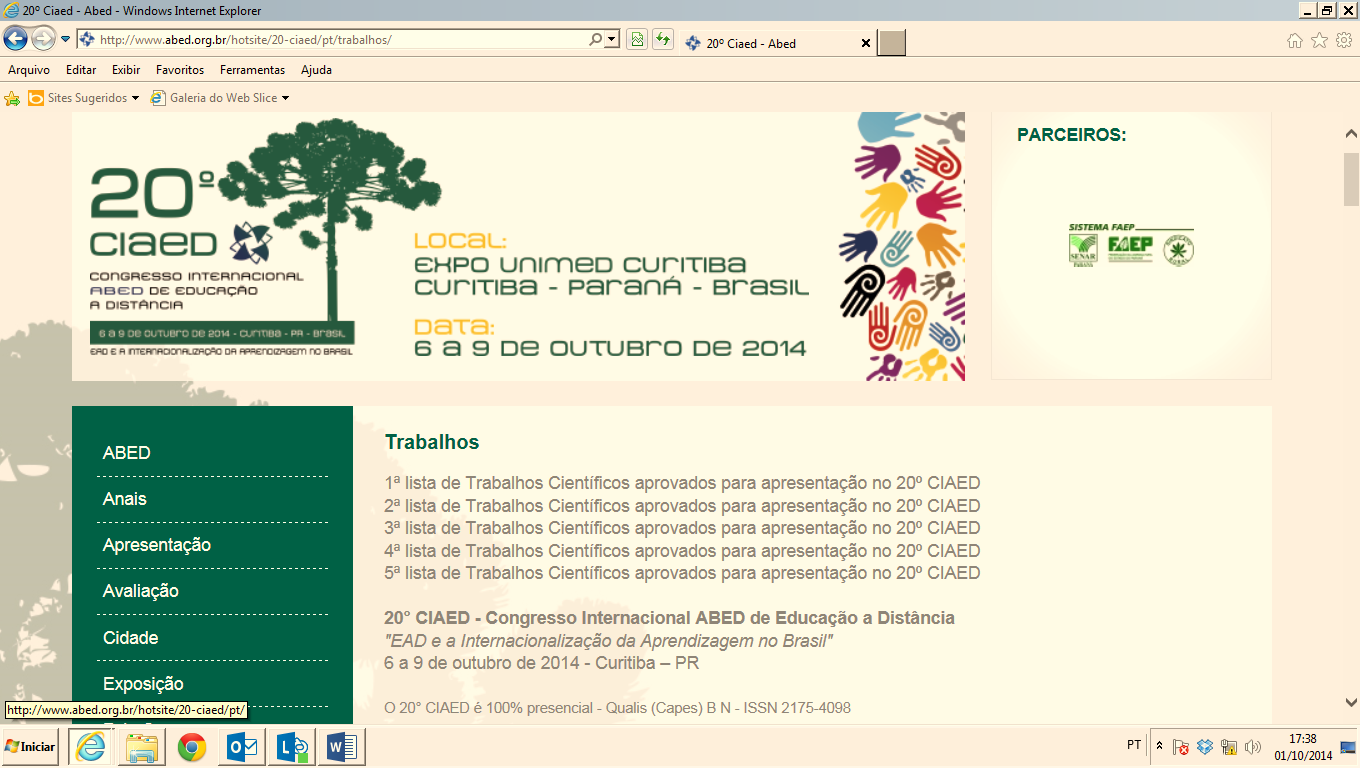 20º Ciaed - Abed - Windows Internet Explorer
http://www.abed.org.br/hotsite/20-ciaed/pt/trabalhos/
20º Ciaed - Abed
Arquivo Editar Exibir Favoritos Ferramentas Ajuda
Sites Sugeridos Galeria do Web Slice
20º
CIAED
CONGRESSO INTERNACIONAL
ABED DE EDUCAÇÃO
A DISTÂNCIA
6 A 9 DE OUTUBRO DE 2014 - CURITIBA - PR - BRASIL
EAD E A INTERNACIONALIZAÇÃO DA APRENDIZAGEM NO BRASIL
LOCAL:
EXPO UNIMED CURITIBA
CURITIBA - PARANÁ - BRASIL
DATA:
6 A 9 DE OUTUBRO DE 2014
PARCEIROS:
SISTEMA FAEP
SENAR
PARANÁ
FAEP
SINDICATO
RURAL
ABED
Anais
Apresentação
Avaliação
Cidade
Exposição
Trabalhos
1ª lista de Trabalhos Científicos aprovados para apresentação no 20º CIAED
2ª lista de Trabalhos Científicos aprovados para apresentação no 20º CIAED
3ª lista de Trabalhos Científicos aprovados para apresentação no 20º CIAED
4ª lista de Trabalhos Científicos aprovados para apresentação no 20º CIAED
5ª lista de Trabalhos Científicos aprovados para apresentação no 20º CIAED
20° CIAED - Congresso Internacional ABED de Educação a Distância
"EAD e a Internacionalização da Aprendizagem no Brasil"
6 a 9 de outubro de 2014 - Curitiba – PR
O 20° CIAED é 100% presencial - Qualis (Capes) B N - ISSN 2175-4098
http://www.abed.org.br/hotsite/20-ciaed/pt/
Iniciar
PT
17:38
01/10/2014